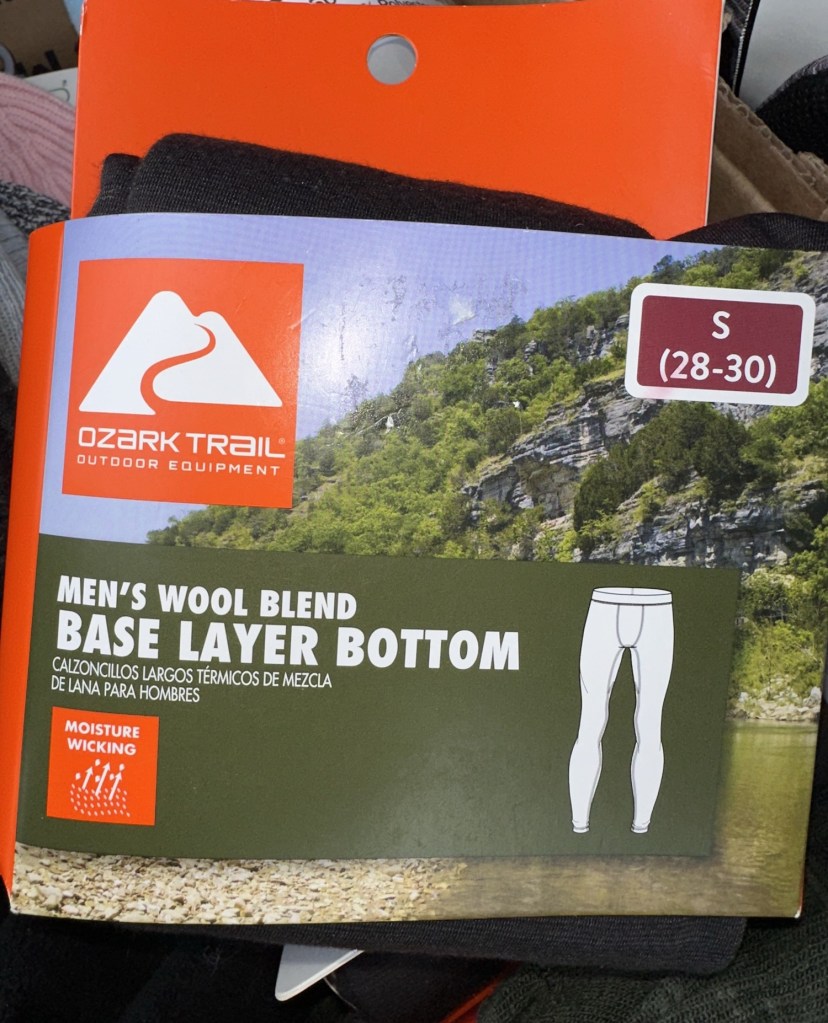 S
(28-30)
OZARK TRAIL®
OUTDOOR EQUIPMENT
MEN'S WOOL BLEND
BASE LAYER BOTTOM
CALZONCILLOS LARGOS TÉRMICOS DE MEZCLA
DE LANA PARA HOMBRES
MOISTURE
WICKING